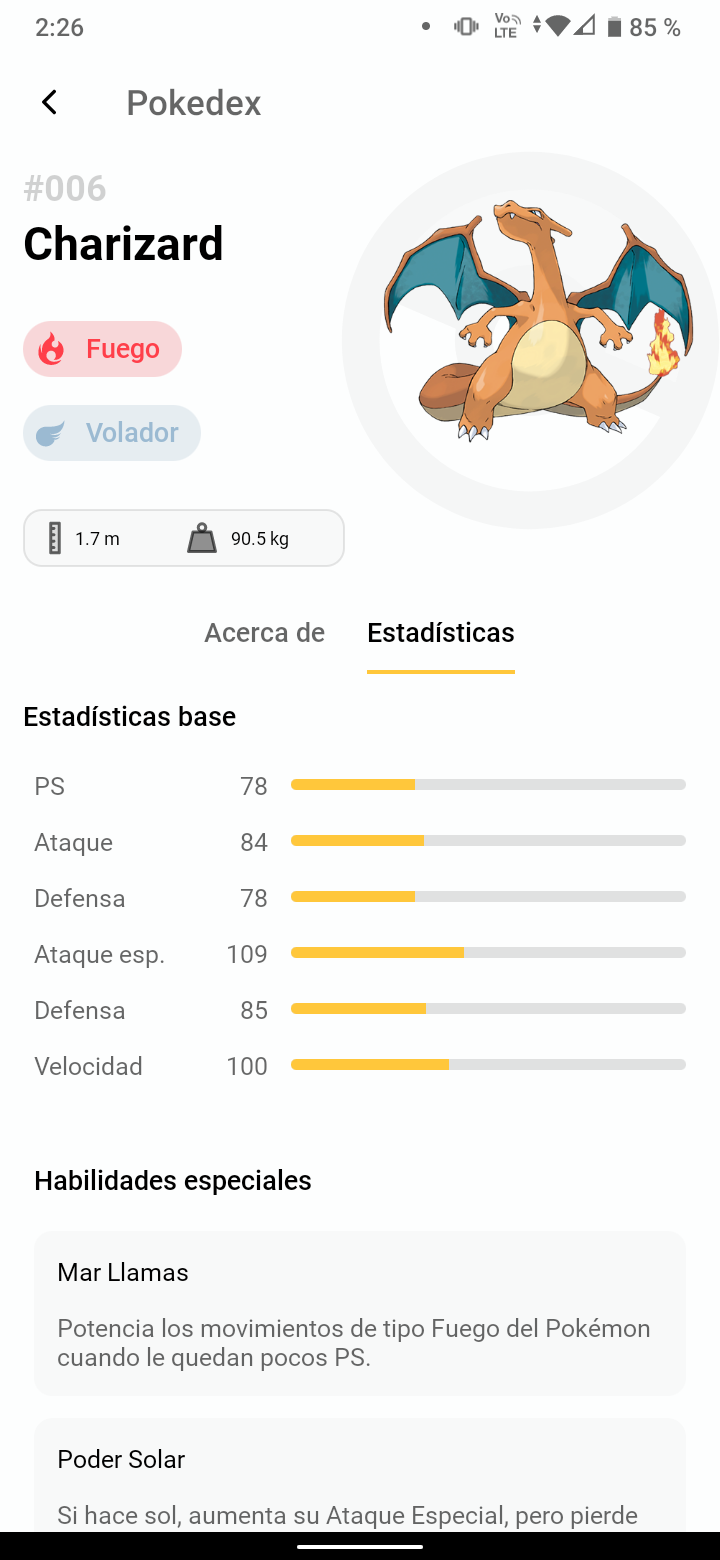 2:26
Vo
LTE
85 %
Pokedex
#006
Charizard
Fuego
Volador
1.7 m
90.5 kg
Acerca de
Estadísticas
Estadísticas base
PS 78
Ataque 84
Defensa 78
Ataque esp. 109
Defensa 85
Velocidad 100
Habilidades especiales
Mar Llamas
Potencia los movimientos de tipo Fuego del Pokémon
cuando le quedan pocos PS.
Poder Solar
Si hace sol, aumenta su Ataque Especial, pero pierde